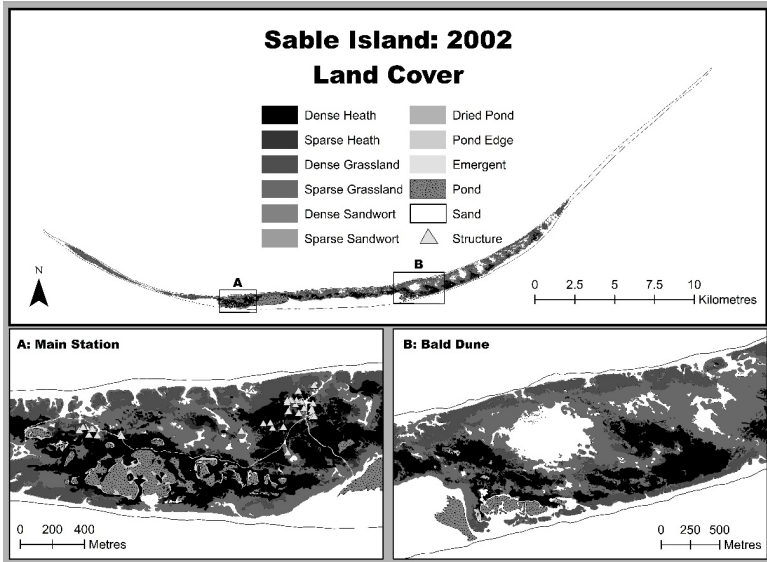 Sable Island: 2002
Land Cover
Dense Heath
Sparse Heath
Dense Grassland
Sparse Grassland
Dense Sandwort
Sparse Sandwort
Dried Pond
Pond Edge
Emergent
Pond
Sand
Structure
N
A
B
0 2.5 5 7.5 10
Kilometres
A: Main Station
0 200 400
Metres
B: Bald Dune
0 250 500
Metres